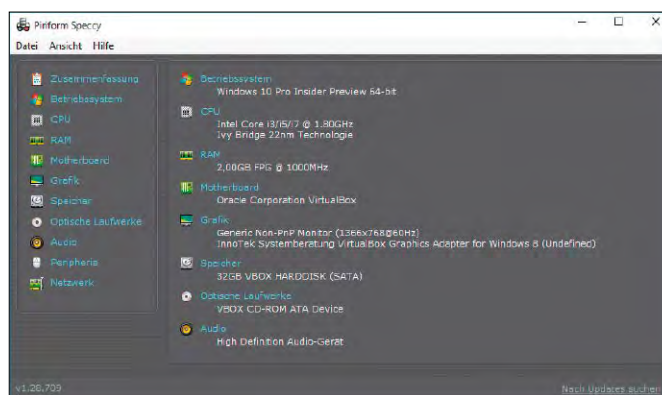 Piriform Speccy
Datei Ansicht Hilfe
Zusammenfassung
Betriebssystem
CPU
RAM
Motherboard
Grafik
Speicher
Optische Laufwerke
Audio
Peripherie
Netzwerk
Betriebssystem
Windows 10 Pro Insider Preview 64-bit
CPU
Intel Core i3/i5/i7 @ 1.80GHz
Ivy Bridge 22nm Technologie
RAM
2,00GB FPG @ 1000MHz
Motherboard
Oracle Corporation VirtualBox
Grafik
Generic Non-PnP Monitor (1366x768@60Hz)
InnoTek Systemberatung VirtualBox Graphics Adapter for Windows 8 (Undefined)
Speicher
32GB VBOX HARDDISK (SATA)
Optische Laufwerke
VBOX CD-ROM ATA Device
Audio
High Definition Audio-Gerät
v1.28.709
Nach Updates suchen